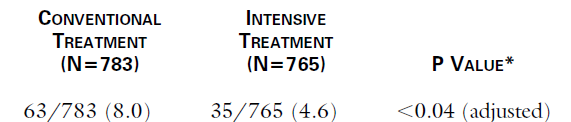 CONVENTIONAL INTENSIVE
TREATMENT TREATMENT
(N=783) (N=765) P VALUE*
63/783 (8.0) 35/765 (4.6) <0.04 (adjusted)